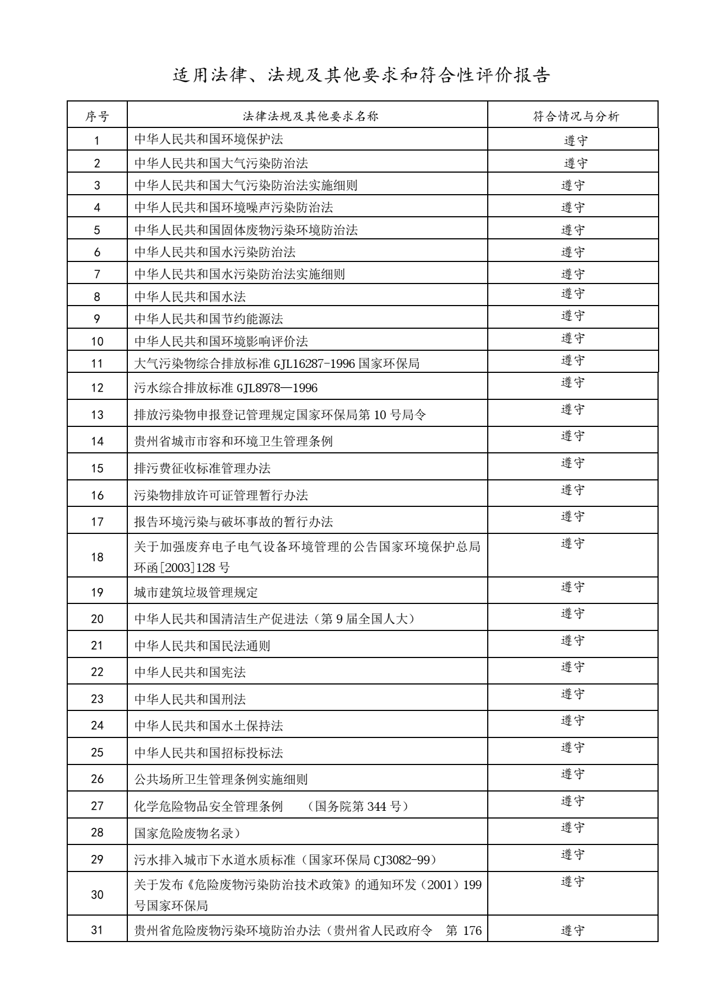 适用法律、法规及其他要求和符合性评价报告
序号 法律法规及其他要求名称 符合情况与分析
1 中华人民共和国环境保护法 遵守
2 中华人民共和国大气污染防治法 遵守
3 中华人民共和国大气污染防治法实施细则 遵守
4 中华人民共和国环境噪声污染防治法 遵守
5 中华人民共和国固体废物污染环境防治法 遵守
6 中华人民共和国水污染防治法 遵守
7 中华人民共和国水污染防治法实施细则 遵守
8 中华人民共和国水法 遵守
9 中华人民共和国节约能源法 遵守
10 中华人民共和国环境影响评价法 遵守
11 大气污染物综合排放标准 GJL16287-1996 国家环保局 遵守
12 污水综合排放标准 GJL8978—1996 遵守
13 排放污染物申报登记管理规定国家环保局第 10 号局令 遵守
14 贵州省城市市容和环境卫生管理条例 遵守
15 排污费征收标准管理办法 遵守
16 污染物排放许可证管理暂行办法 遵守
17 报告环境污染与破坏事故的暂行办法 遵守
18 关于加强废弃电子电气设备环境管理的公告国家环境保护总局 遵守
环函[2003]128 号
19 城市建筑垃圾管理规定 遵守
20 中华人民共和国清洁生产促进法（第 9 届全国人大） 遵守
21 中华人民共和国民法通则 遵守
22 中华人民共和国宪法 遵守
23 中华人民共和国刑法 遵守
24 中华人民共和国水土保持法 遵守
25 中华人民共和国招标投标法 遵守
26 公共场所卫生管理条例实施细则 遵守
27 化学危险物品安全管理条例 （国务院第 344 号） 遵守
28 国家危险废物名录） 遵守
29 污水排入城市下水道水质标准（国家环保局 CJ3082-99） 遵守
30 关于发布《危险废物污染防治技术政策》的通知环发（2001）199 遵守
号国家环保局
31 贵州省危险废物污染环境防治办法（贵州省人民政府令 第 176 遵守